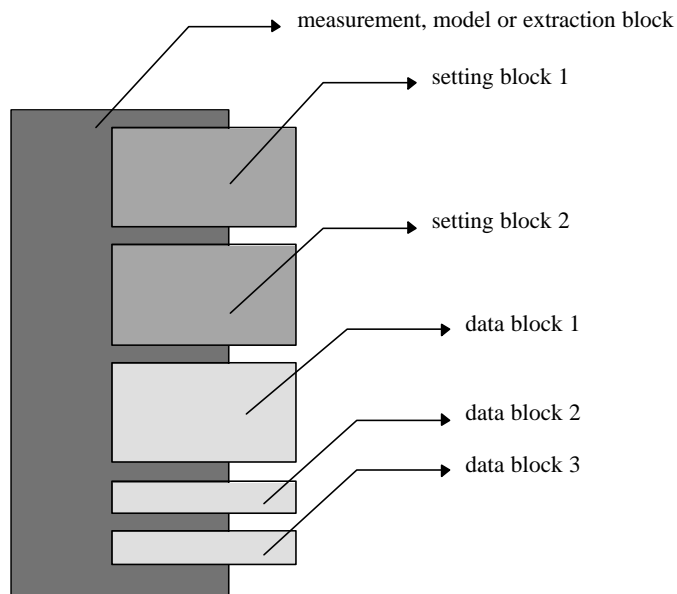 measurement, model or extraction block
setting block 1
setting block 2
data block 1
data block 2
data block 3